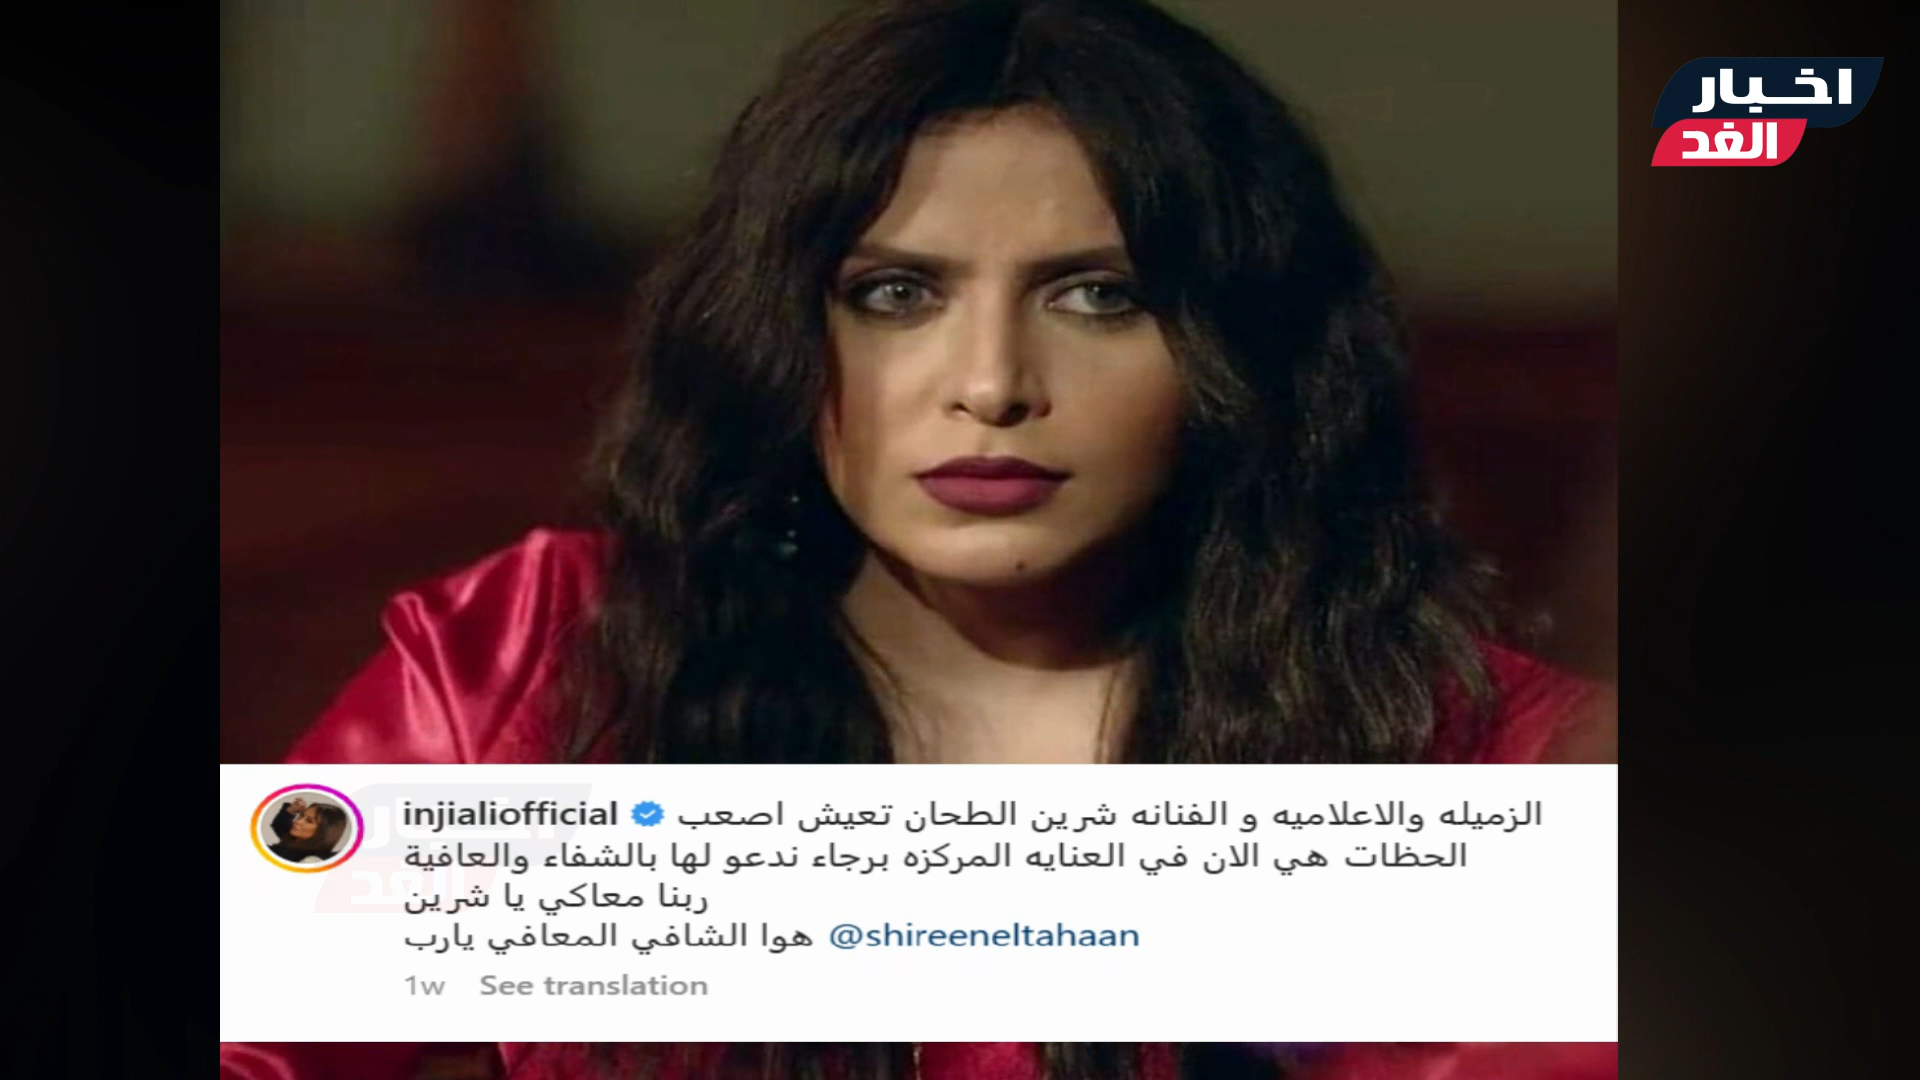 اخبار
الغد
injialiofficial الزميله والاعلاميه و الفنانه شرين الطحان تعيش اصعب
الحظات هي الان في العنايه المركزه برجاء ندعو لها بالشفاء والعافية
ربنا معاكي يا شرين
هوا الشافي المعافي يارب @shireeneltahaan
1w See translation